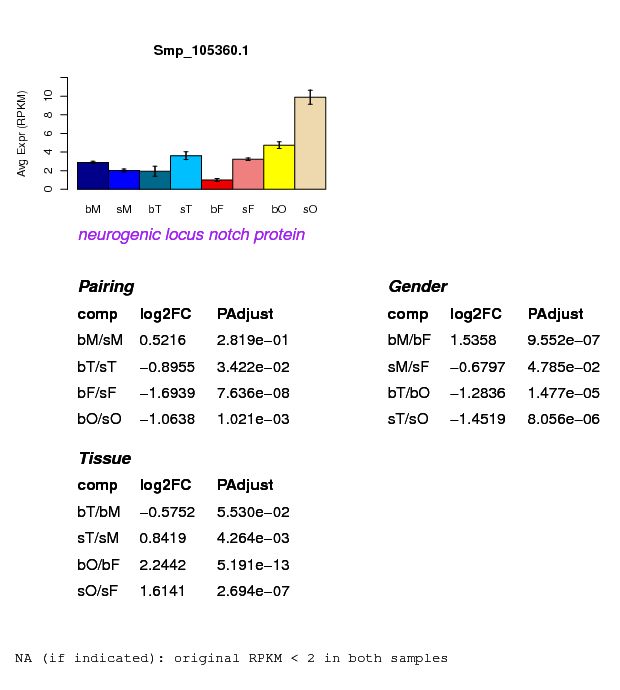 Smp_105360.1
Avg Expr (RPKM)
0 2 4 6 8 10
bM sM bT sT bF sF bO sO
neurogenic locus notch protein
Pairing
comp log2FC PAdjust
bM/sM 0.5216 2.819e−01
bT/sT −0.8955 3.422e−02
bF/sF −1.6939 7.636e−08
bO/sO −1.0638 1.021e−03
Gender
comp log2FC PAdjust
bM/bF 1.5358 9.552e−07
sM/sF −0.6797 4.785e−02
bT/bO −1.2836 1.477e−05
sT/sO −1.4519 8.056e−06
Tissue
comp log2FC PAdjust
bT/bM −0.5752 5.530e−02
sT/sM 0.8419 4.264e−03
bO/bF 2.2442 5.191e−13
sO/sF 1.6141 2.694e−07
NA (if indicated): original RPKM < 2 in both samples